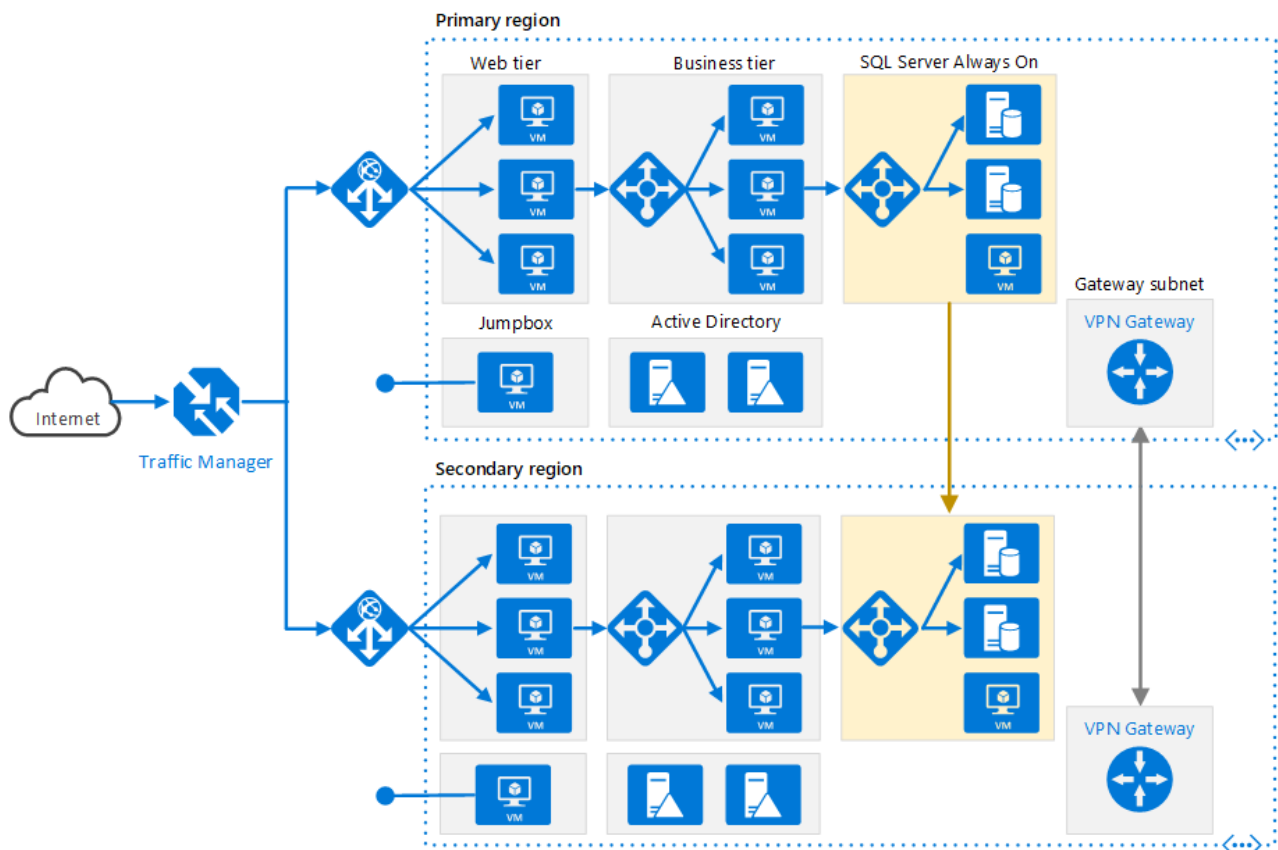 Primary region
Web tier
Business tier
SQL Server Always On
VM
VM
VM
VM
VM
VM
VM
Jumpbox
Active Directory
Gateway subnet
VPN Gateway
VM
Internet
Traffic Manager
Secondary region
VM
VM
VM
VM
VM
VM
VM
VPN Gateway
VM